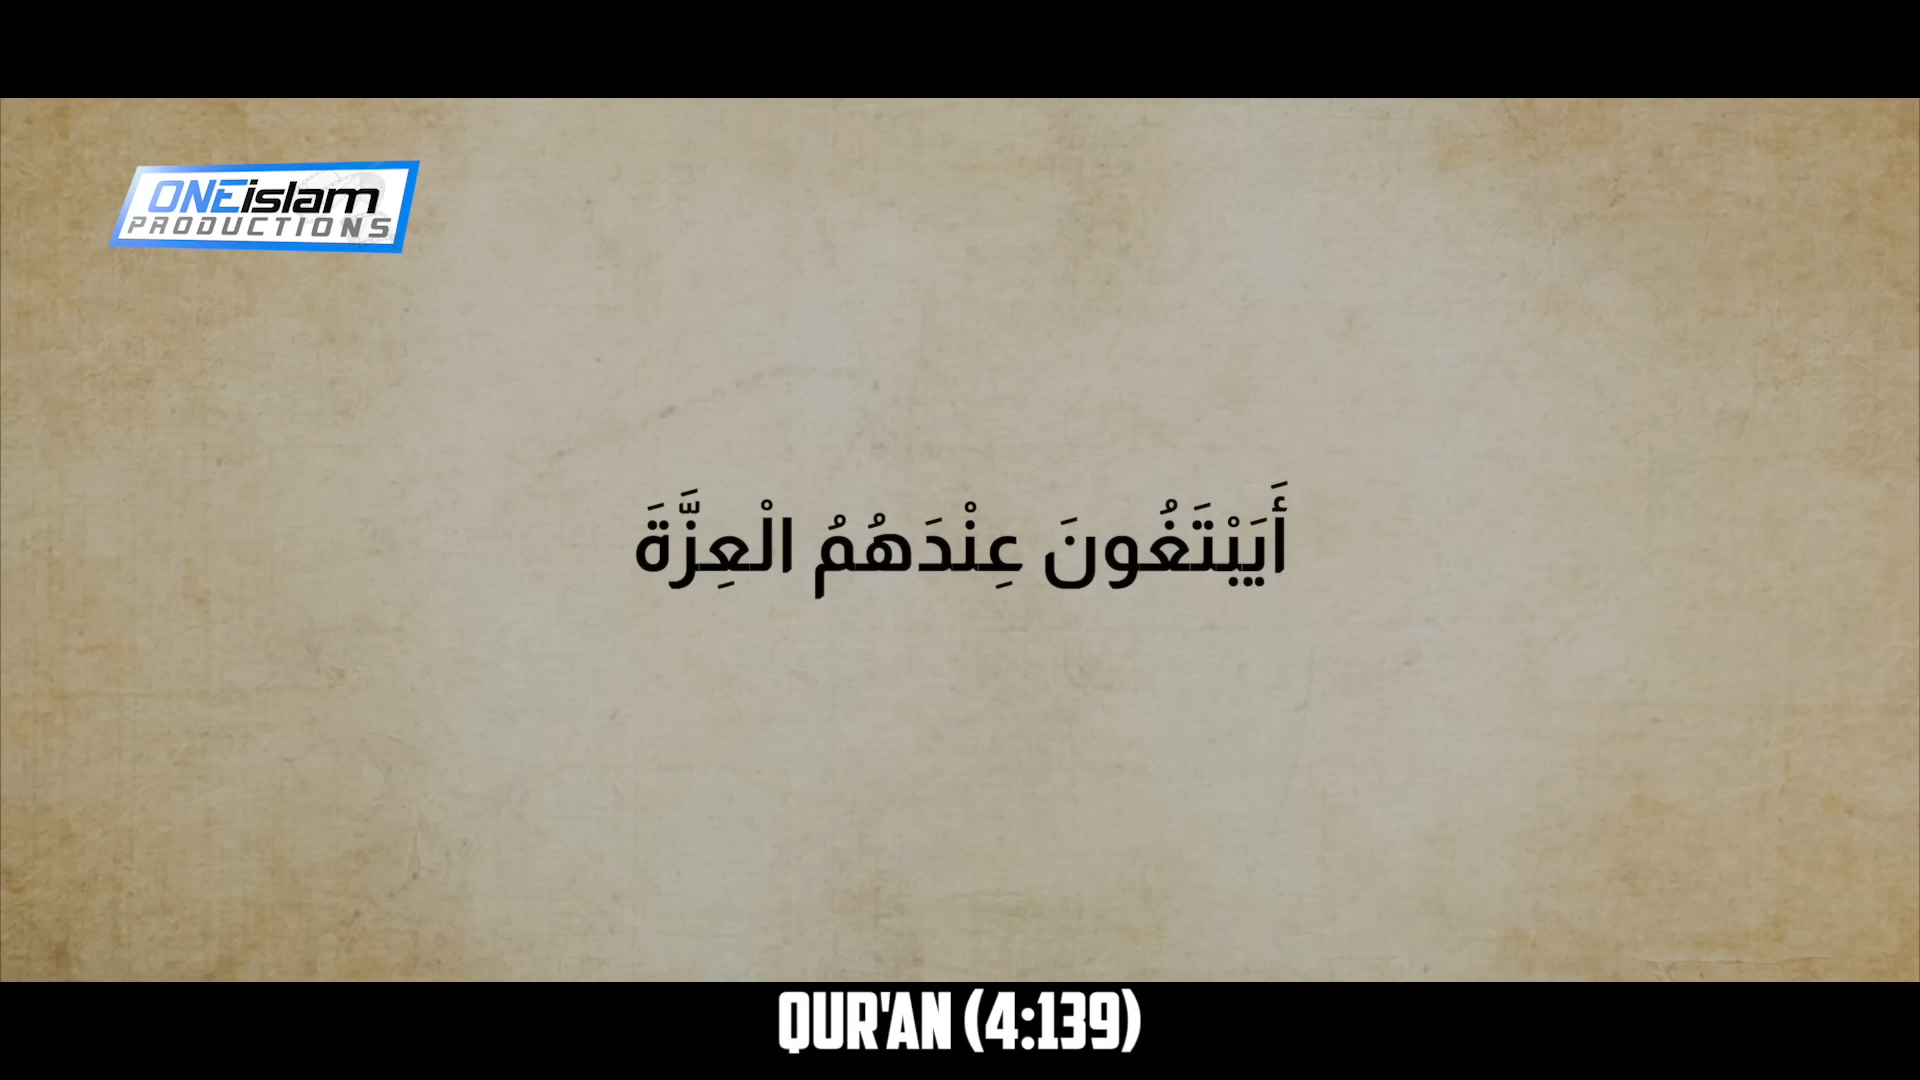 ONEislam
PRODUCTIONS
أَيَبْتَغُونَ عِنْدَهُمُ الْعِزَّةَ
QUR'AN (4:139)